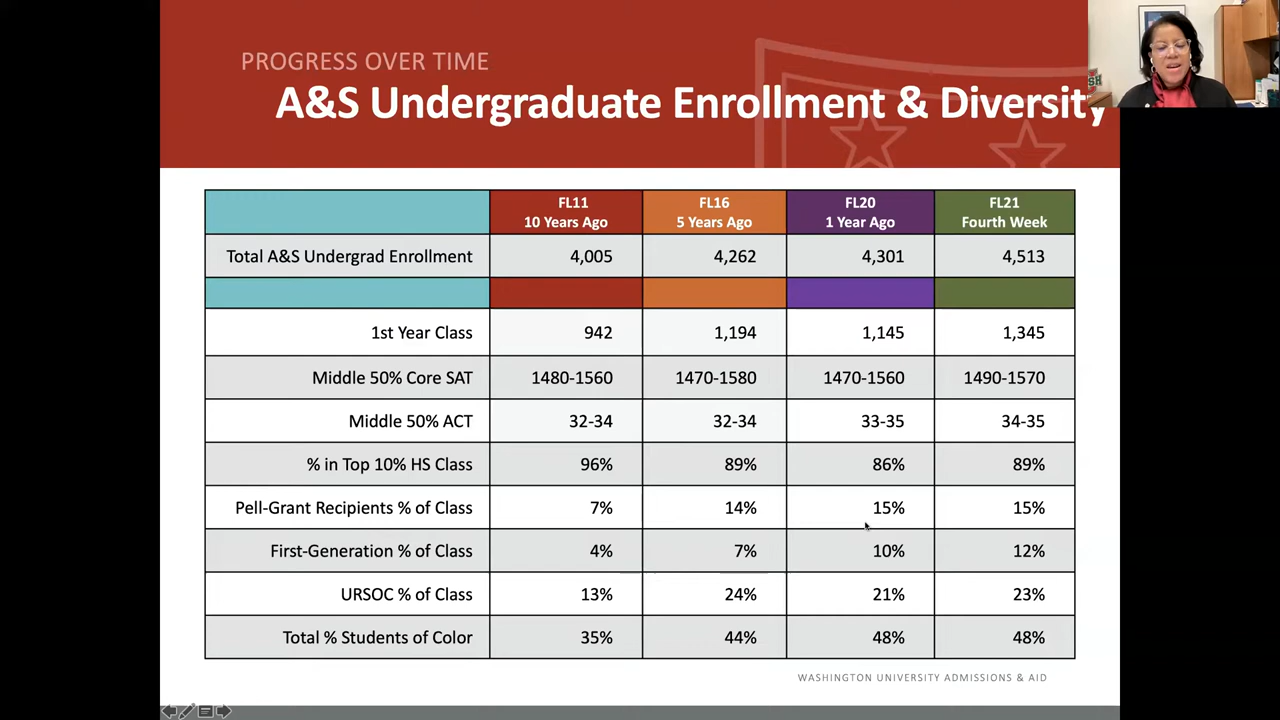 PROGRESS OVER TIME
A&S Undergraduate Enrollment & Diversity
FL11 FL16 FL20 FL21
10 Years Ago 5 Years Ago 1 Year Ago Fourth Week
Total A&S Undergrad Enrollment 4,005 4,262 4,301 4,513
1st Year Class 942 1,194 1,145 1,345
Middle 50% Core SAT 1480-1560 1470-1580 1470-1560 1490-1570
Middle 50% ACT 32-34 32-34 33-35 34-35
% in Top 10% HS Class 96% 89% 86% 89%
Pell-Grant Recipients % of Class 7% 14% 15% 15%
First-Generation % of Class 4% 7% 10% 12%
URSOC % of Class 13% 24% 21% 23%
Total % Students of Color 35% 44% 48% 48%
WASHINGTON UNIVERSITY ADMISSIONS & AID